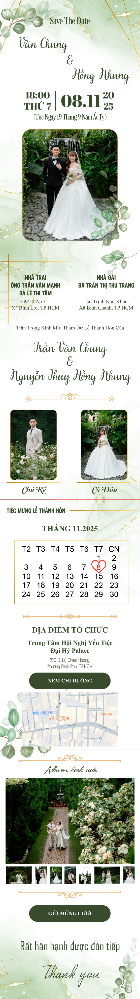 Save The Date
Văn Chung
&
Hồng Nhung
18:00
THỨ 7
08.11
20
25
(Tức Ngày 19 Tháng 9 Năm Ất Tỵ)
NHÀ TRAI
ÔNG TRẦN VĂN MẠNH
BÀ LÊ THỊ TÂM
G9/50 Ấp 31,
Xã Bình Lợi, TP.HCM
NHÀ GÁI
BÀ TRẦN THỊ THU TRANG
136 Trịnh Như Khuê,
Xã Bình Chánh, TP.HCM
Trân Trọng Kính Mời Tham Dự Lễ Thành Hôn Của
Trần Văn Chung
&
Nguyễn Thuỵ Hồng Nhung
Chú Rể
Cô Dâu
TIỆC MỪNG LỄ THÀNH HÔN
THÁNG 11.2025
T2 T3 T4 T5 T6 T7 CN
1 2
3 4 5 6 7 8 9
10 11 12 13 14 15 16
17 18 19 20 21 22 23
24 25 26 27 28 29 30
ĐỊA ĐIỂM TỔ CHỨC
Trung Tâm Hội Nghị Yến Tiệc
Đại Hỷ Palace
156 Đ. Lý Chiêu Hoàng,
Phường Bình Phú, TP.HCM
XEM CHỈ ĐƯỜNG
Album hình cưới
GỬI MỪNG CƯỚI
Rất hân hạnh được đón tiếp
Thank you